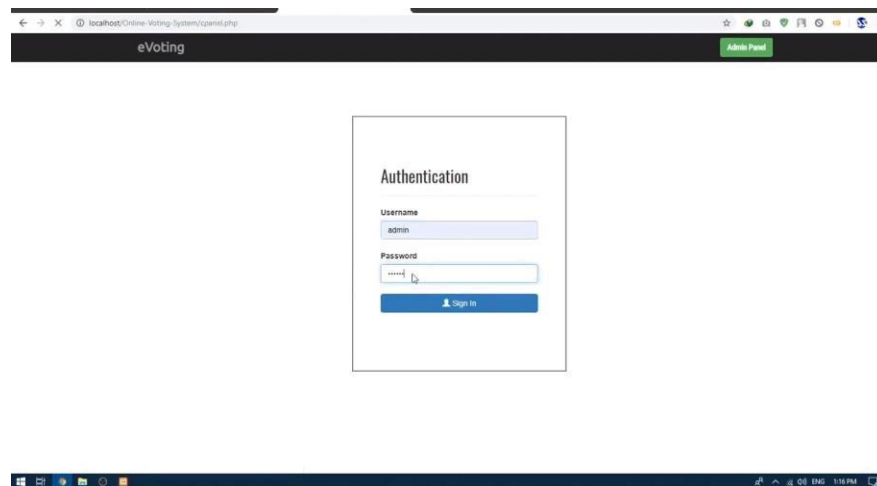 localhost/Online-Voting-System/cpanel.php
eVoting
Admin Panel
Authentication
Username
admin
Password
Sign In
ENG
1:16 PM